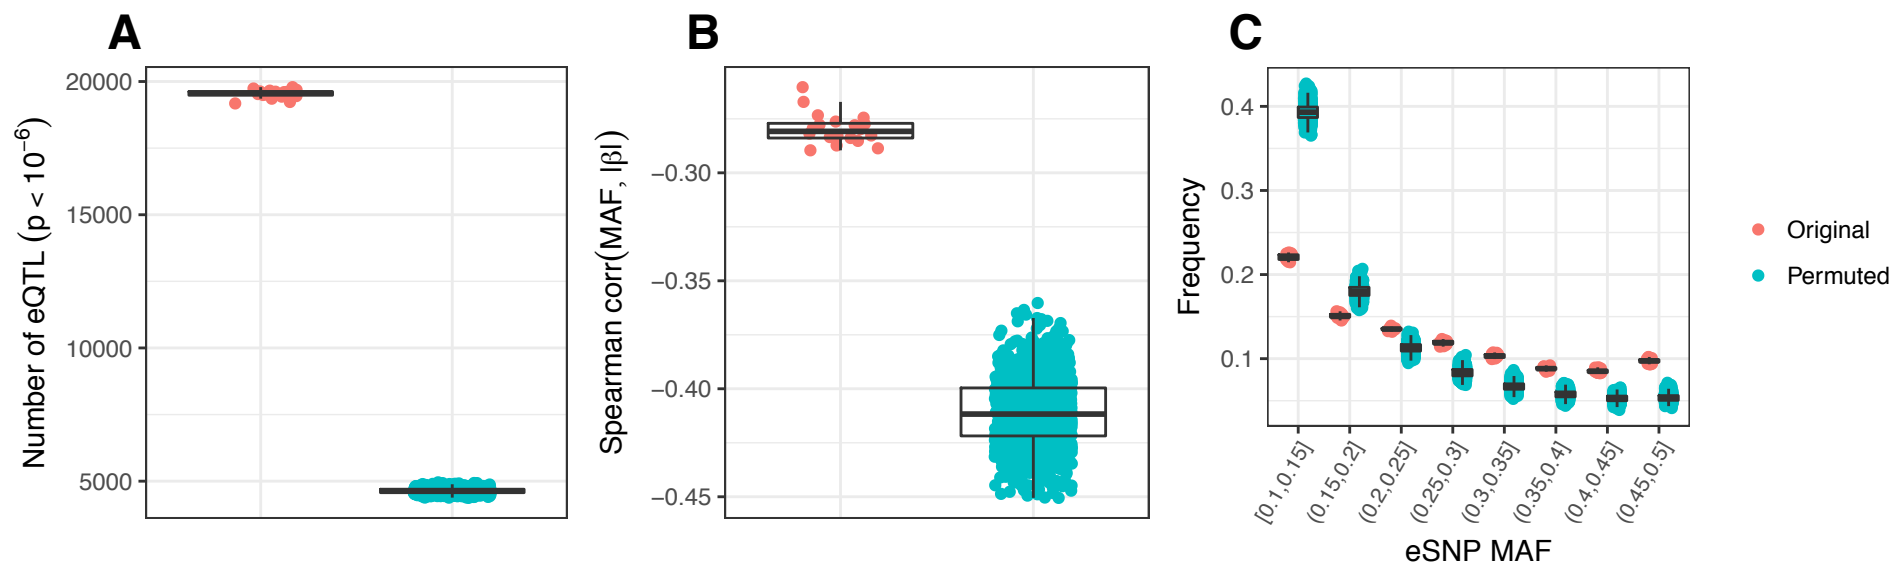 A
Number of eQTL (p < 10−6)
20000
15000
10000
5000
B
Spearman corr(MAF, |β|)
−0.30
−0.35
−0.40
−0.45
C
Frequency
0.4
0.3
0.2
0.1
[0.1,0.15]
(0.15,0.2]
(0.2,0.25]
(0.25,0.3]
(0.3,0.35]
(0.35,0.4]
(0.4,0.45]
(0.45,0.5]
eSNP MAF
Original
Permuted